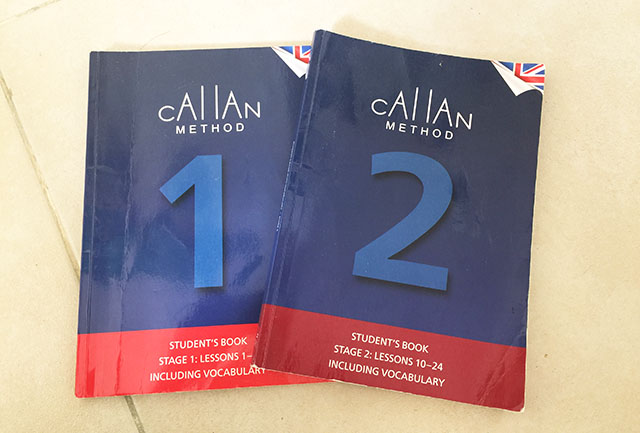 CALLAN
METHOD
1
STUDENT'S BOOK
STAGE 1: LESSONS 1–
INCLUDING VOCABULARY
CALLAN
METHOD
2
STUDENT'S BOOK
STAGE 2: LESSONS 10–24
INCLUDING VOCABULARY